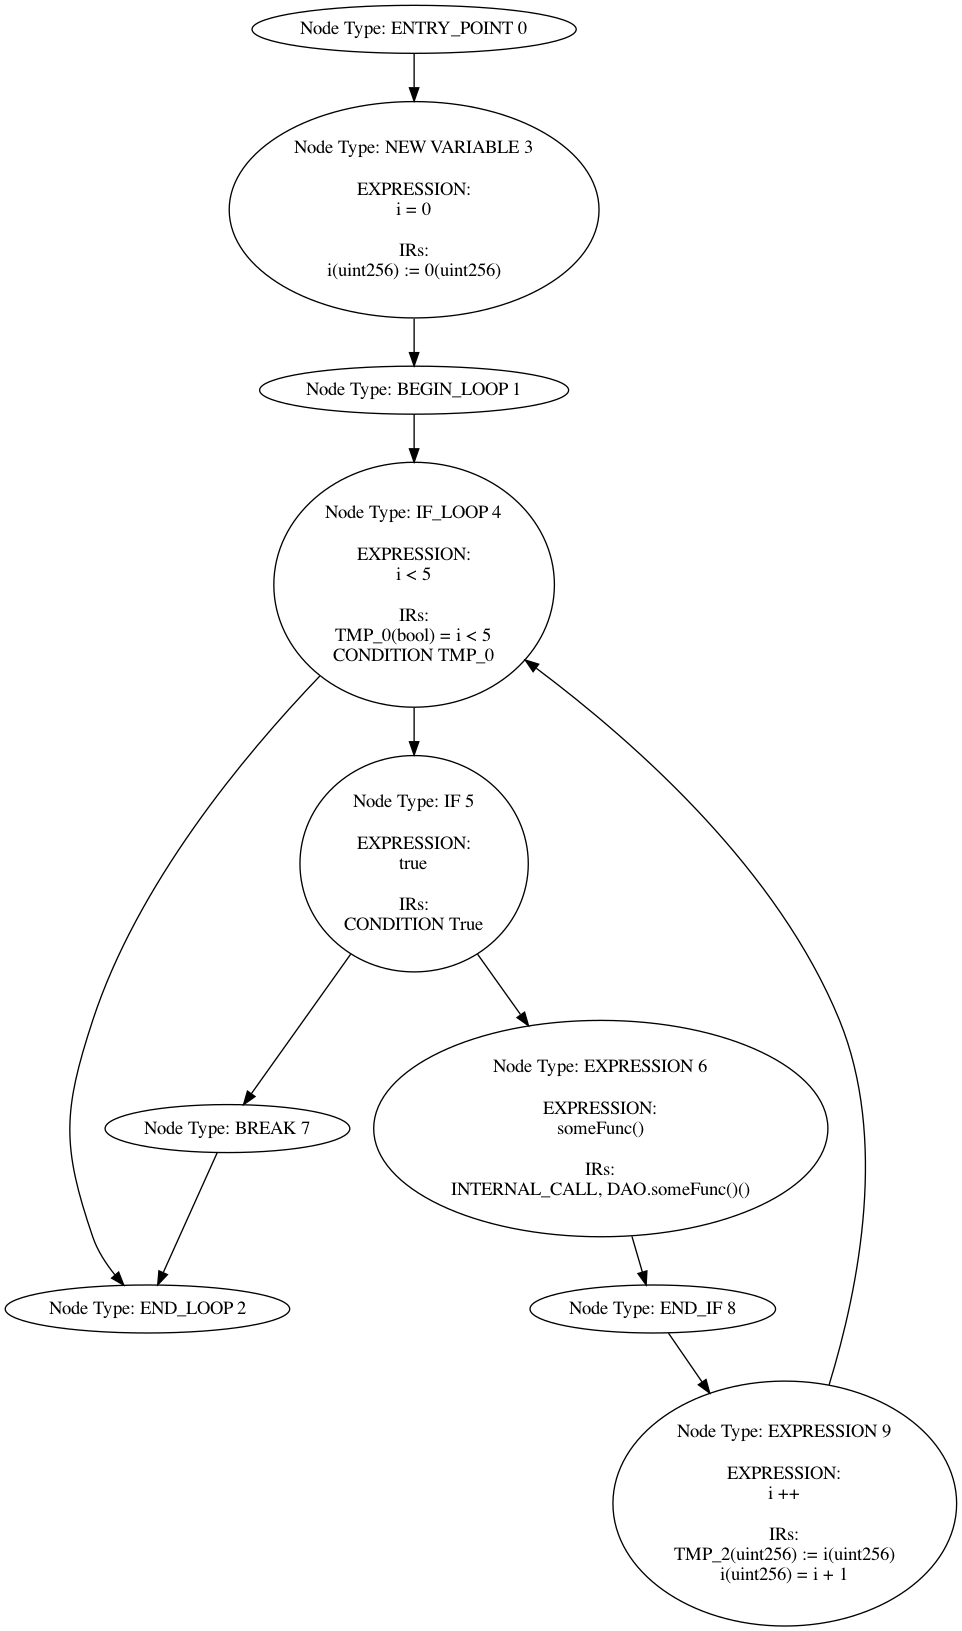 Node Type: ENTRY_POINT 0
Node Type: NEW VARIABLE 3
EXPRESSION:
i = 0
IRs:
i(uint256) := 0(uint256)
Node Type: BEGIN_LOOP 1
Node Type: IF_LOOP 4
EXPRESSION:
i < 5
IRs:
TMP_0(bool) = i < 5
CONDITION TMP_0
Node Type: IF 5
EXPRESSION:
true
IRs:
CONDITION True
Node Type: BREAK 7
Node Type: EXPRESSION 6
EXPRESSION:
someFunc()
IRs:
INTERNAL_CALL, DAO.someFunc()()
Node Type: END_LOOP 2
Node Type: END_IF 8
Node Type: EXPRESSION 9
EXPRESSION:
i ++
IRs:
TMP_2(uint256) := i(uint256)
i(uint256) = i + 1